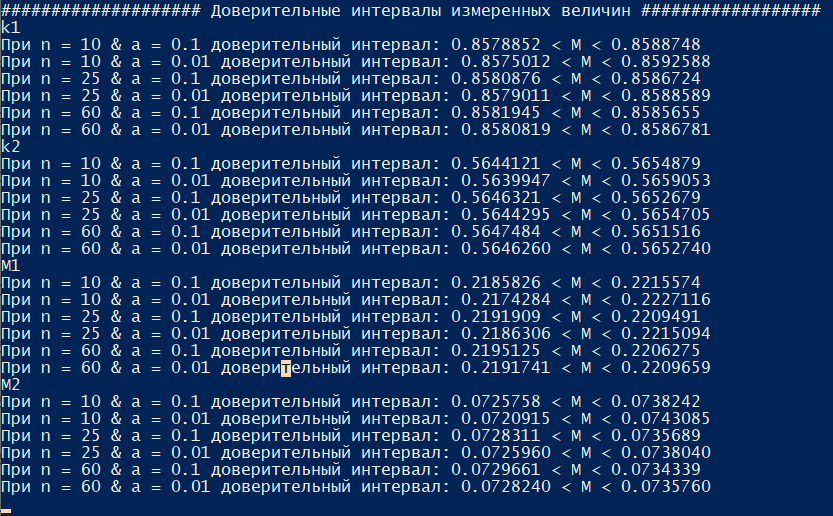 #################### Доверительные интервалы измеренных величин ##################
k1
При n = 10 & a = 0.1 доверительный интервал: 0.8578852 < M < 0.8588748
При n = 10 & a = 0.01 доверительный интервал: 0.8575012 < M < 0.8592588
При n = 25 & a = 0.1 доверительный интервал: 0.8580876 < M < 0.8586724
При n = 25 & a = 0.01 доверительный интервал: 0.8579011 < M < 0.8588589
При n = 60 & a = 0.1 доверительный интервал: 0.8581945 < M < 0.8585655
При n = 60 & a = 0.01 доверительный интервал: 0.8580819 < M < 0.8586781
k2
При n = 10 & a = 0.1 доверительный интервал: 0.5644121 < M < 0.5654879
При n = 10 & a = 0.01 доверительный интервал: 0.5639947 < M < 0.5659053
При n = 25 & a = 0.1 доверительный интервал: 0.5646321 < M < 0.5652679
При n = 25 & a = 0.01 доверительный интервал: 0.5644295 < M < 0.5654705
При n = 60 & a = 0.1 доверительный интервал: 0.5647484 < M < 0.5651516
При n = 60 & a = 0.01 доверительный интервал: 0.5646260 < M < 0.5652740
M1
При n = 10 & a = 0.1 доверительный интервал: 0.2185826 < M < 0.2215574
При n = 10 & a = 0.01 доверительный интервал: 0.2174284 < M < 0.2227116
При n = 25 & a = 0.1 доверительный интервал: 0.2191909 < M < 0.2209491
При n = 25 & a = 0.01 доверительный интервал: 0.2186306 < M < 0.2215094
При n = 60 & a = 0.1 доверительный интервал: 0.2195125 < M < 0.2206275
При n = 60 & a = 0.01 доверительный интервал: 0.2191741 < M < 0.2209659
M2
При n = 10 & a = 0.1 доверительный интервал: 0.0725758 < M < 0.0738242
При n = 10 & a = 0.01 доверительный интервал: 0.0720915 < M < 0.0743085
При n = 25 & a = 0.1 доверительный интервал: 0.0728311 < M < 0.0735689
При n = 25 & a = 0.01 доверительный интервал: 0.0725960 < M < 0.0738040
При n = 60 & a = 0.1 доверительный интервал: 0.0729661 < M < 0.0734339
При n = 60 & a = 0.01 доверительный интервал: 0.0728240 < M < 0.0735760